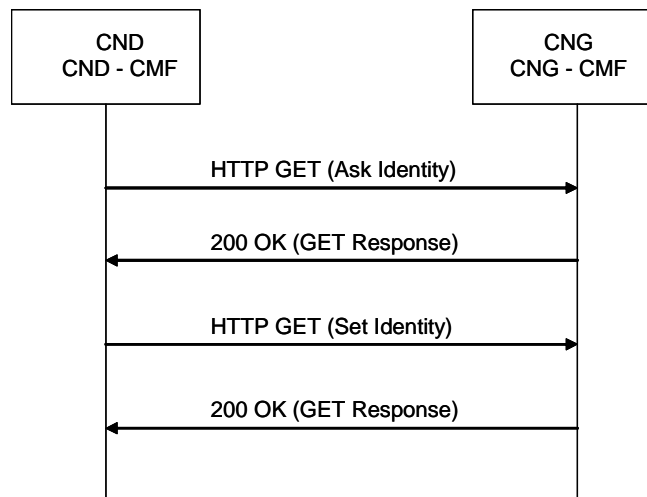 CND
CND - CMF
CNG
CNG - CMF
HTTP GET (Ask Identity)
200 OK (GET Response)
HTTP GET (Set Identity)
200 OK (GET Response)